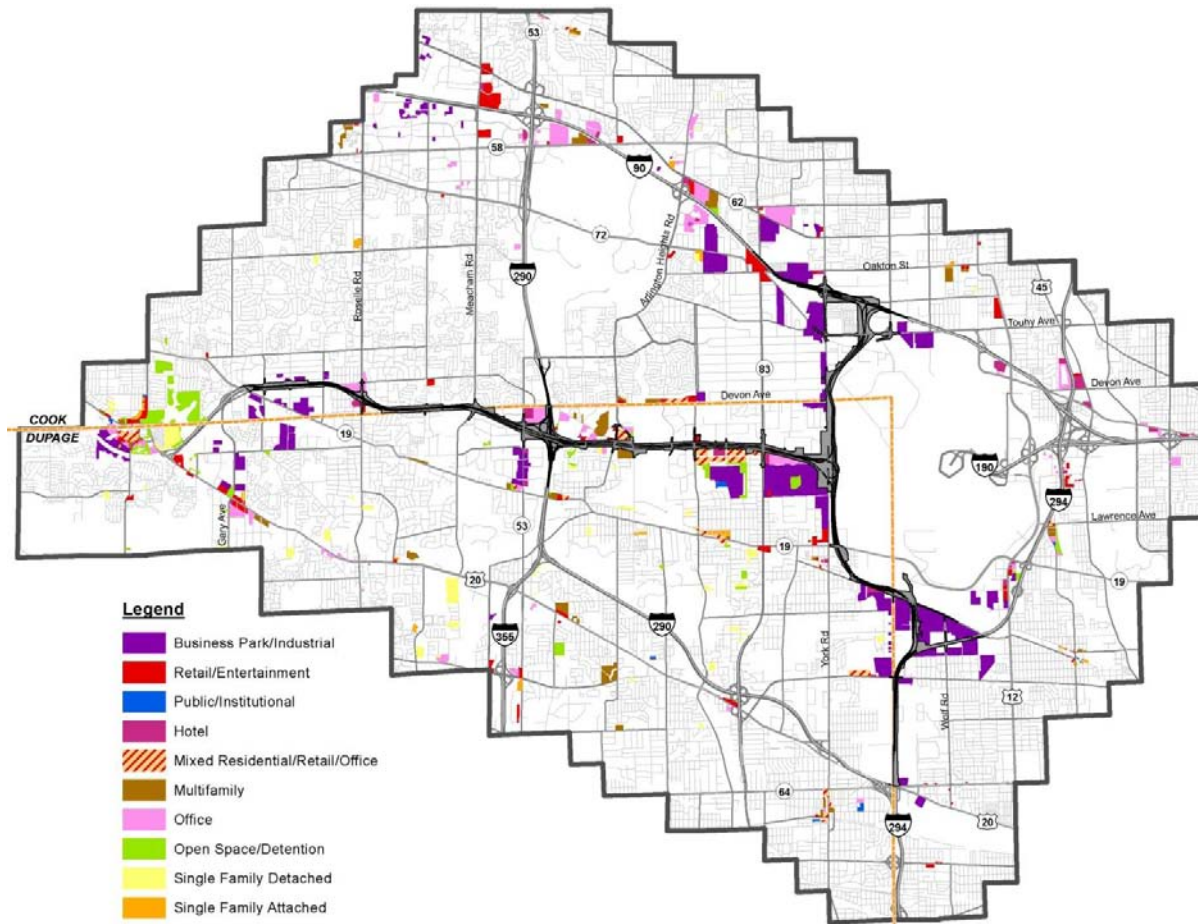 53
58
90
62
72
Arlington Heights Rd
Roselle Rd
Meacham Rd
290
Oakton St
45
Touhy Ave
83
Devon Ave
Devon Ave
COOK
DUPAGE
19
190
294
Gary Ave
53
Lawrence Ave
19
19
20
Legend
355
290
Business Park/Industrial
York Rd
Retail/Entertainment
Public/Institutional
12
Wolf Rd
Hotel
Mixed Residential/Retail/Office
Multifamily
64
Office
20
294
Open Space/Detention
Single Family Detached
Single Family Attached